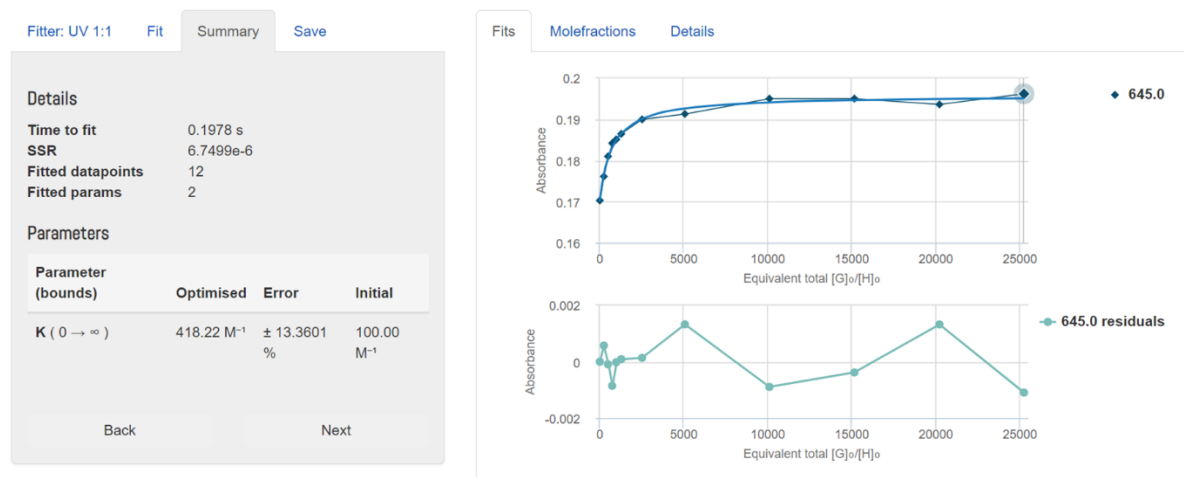 Fitter: UV 1:1 Fit Summary Save
Details
Time to fit 0.1978 s
SSR 6.7499e-6
Fitted datapoints 12
Fitted params 2
Parameters
Parameter
(bounds) Optimised Error Initial
K ( 0 → ∞ ) 418.22 M⁻¹ ± 13.3601 100.00
% M⁻¹
Back Next
Fits Molefractions Details
0.2
0.19
0.18
0.17
0.16
Absorbance
0 5000 10000 15000 20000 25000
Equivalent total [G]₀/[H]₀
645.0
0.002
0
-0.002
Absorbance
0 5000 10000 15000 20000 25000
Equivalent total [G]₀/[H]₀
645.0 residuals